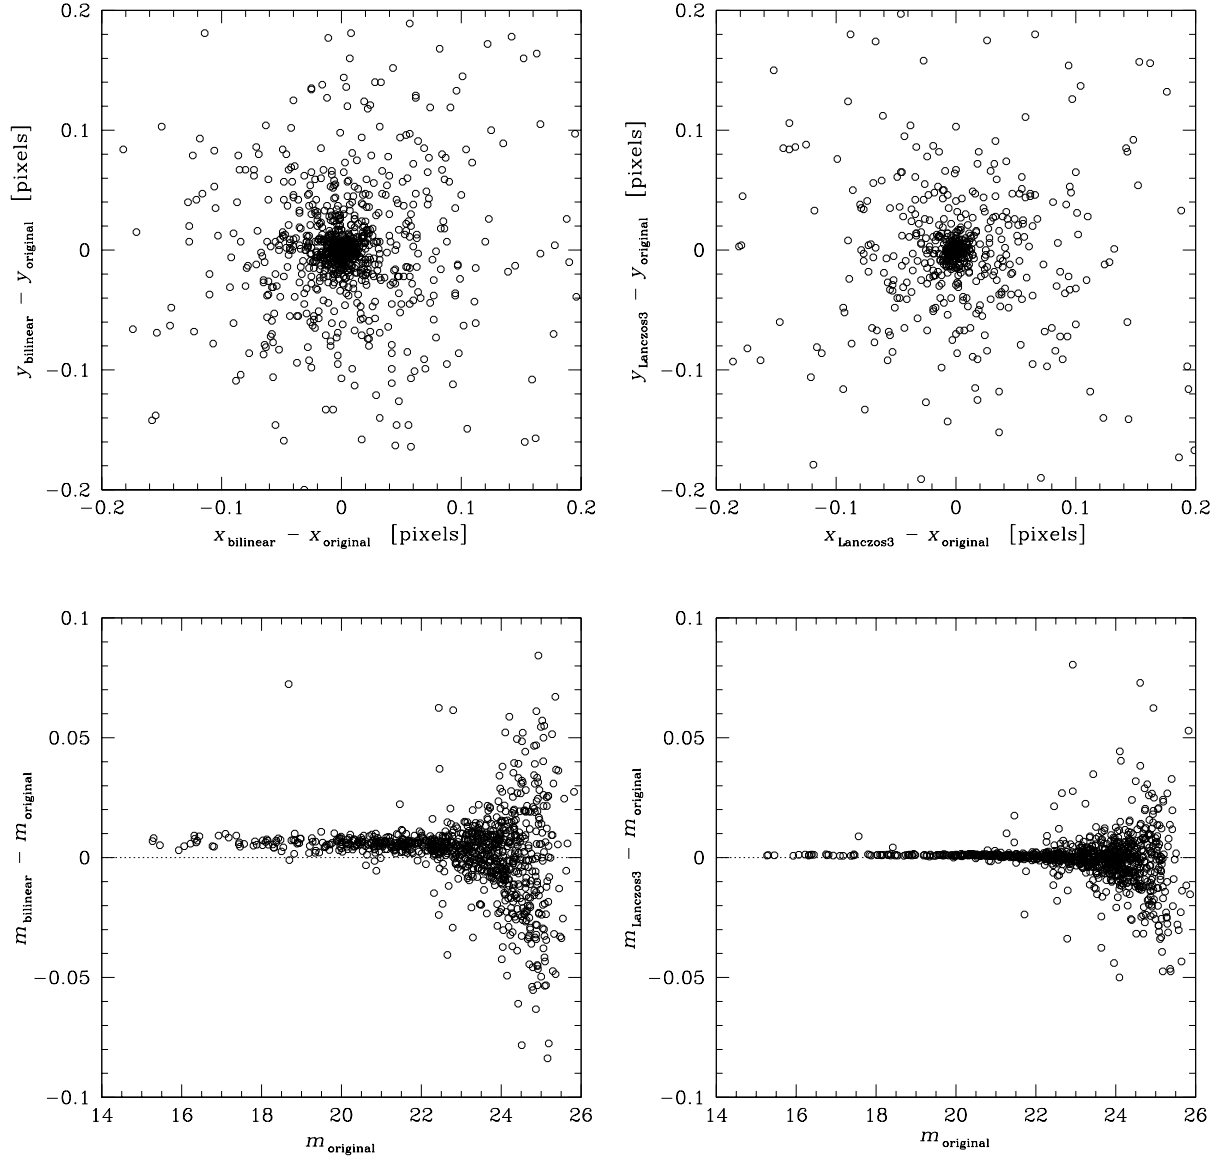 0.2
0.1
0
−0.1
−0.2
y bilinear − y original [pixels]
−0.2 −0.1 0 0.1 0.2
x bilinear − x original [pixels]
0.2
0.1
0
−0.1
−0.2
y Lanczos3 − y original [pixels]
−0.2 −0.1 0 0.1 0.2
x Lanczos3 − x original [pixels]
0.1
0.05
0
−0.05
−0.1
m bilinear − m original
14 16 18 20 22 24 26
m original
0.1
0.05
0
−0.05
−0.1
m Lanczos3 − m original
14 16 18 20 22 24 26
m original